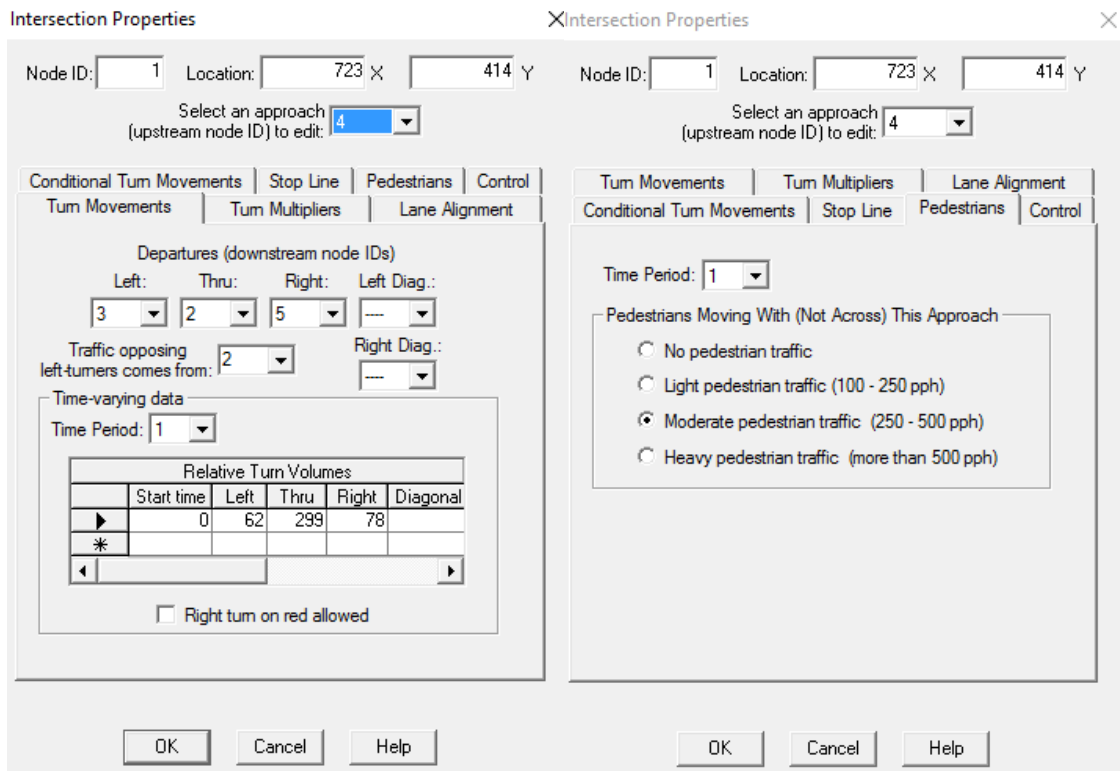 Intersection Properties
Node ID: 1 Location: 723 X 414 Y
Select an approach
(upstream node ID) to edit: 4
Conditional Turn Movements Stop Line Pedestrians Control
Turn Movements Turn Multipliers Lane Alignment
Departures (downstream node IDs)
Left: Thru: Right: Left Diag.:
3 2 5 ----
Traffic opposing
left-turners comes from: 2
Right Diag.:
----
Time-varying data
Time Period: 1
Relative Turn Volumes
Start time Left Thru Right Diagonal
0 62 299 78
*
Right turn on red allowed
OK Cancel Help
Intersection Properties
Node ID: 1 Location: 723 X 414 Y
Select an approach
(upstream node ID) to edit: 4
Turn Movements Turn Multipliers Lane Alignment
Conditional Turn Movements Stop Line Pedestrians Control
Time Period: 1
Pedestrians Moving With (Not Across) This Approach
No pedestrian traffic
Light pedestrian traffic (100 - 250 pph)
Moderate pedestrian traffic (250 - 500 pph)
Heavy pedestrian traffic (more than 500 pph)
OK Cancel Help